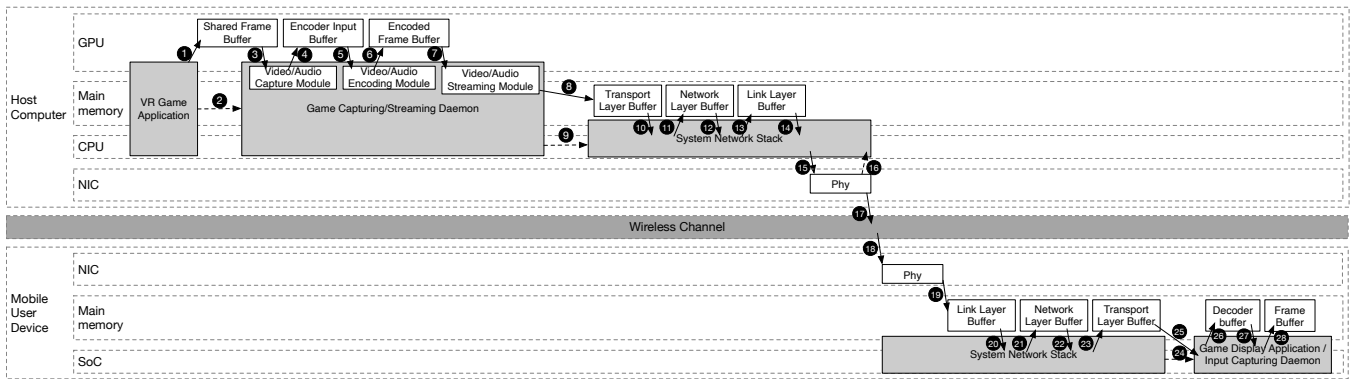 Host
Computer
GPU
Main
memory
CPU
NIC
Shared Frame
Buffer
Encoder Input
Buffer
Encoded
Frame Buffer
1
3
4
5
6
7
VR Game
Application
2
Video/Audio
Capture Module
Video/Audio
Encoding Module
Video/Audio
Streaming Module
Game Capturing/Streaming Daemon
8
9
Transport
Layer Buffer
Network
Layer Buffer
Link Layer
Buffer
10
11
12
13
14
System Network Stack
15
16
Phy
17
Wireless Channel
18
Mobile
User
Device
NIC
Main
memory
SoC
Phy
19
Link Layer
Buffer
Network
Layer Buffer
Transport
Layer Buffer
20
21
22
23
System Network Stack
25
24
Decoder
buffer
Frame
Buffer
26
27
28
Game Display Application /
Input Capturing Daemon